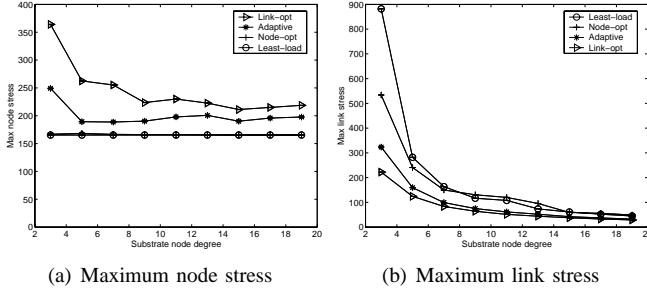 400
350
300
250
200
150
100
50
0
Max node stress
2 4 6 8 10 12 14 16 18 20
Substrate node degree
Link-opt
Adaptive
Node-opt
Least-load
(a) Maximum node stress
900
800
700
600
500
400
300
200
100
0
Max link stress
2 4 6 8 10 12 14 16 18 20
Substrate node degree
Least-load
Node-opt
Adaptive
Link-opt
(b) Maximum link stress